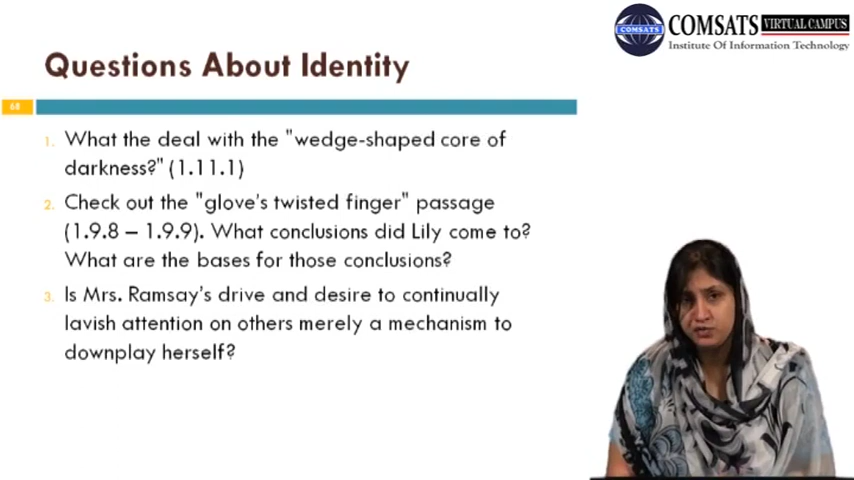 COMSATS VIRTUAL CAMPUS
COMSATS
Institute Of Information Technology
Questions About Identity
68
1. What the deal with the "wedge-shaped core of
darkness?" (1.11.1)
2. Check out the "glove's twisted finger" passage
(1.9.8 – 1.9.9). What conclusions did Lily come to?
What are the bases for those conclusions?
3. Is Mrs. Ramsay's drive and desire to continually
lavish attention on others merely a mechanism to
downplay herself?